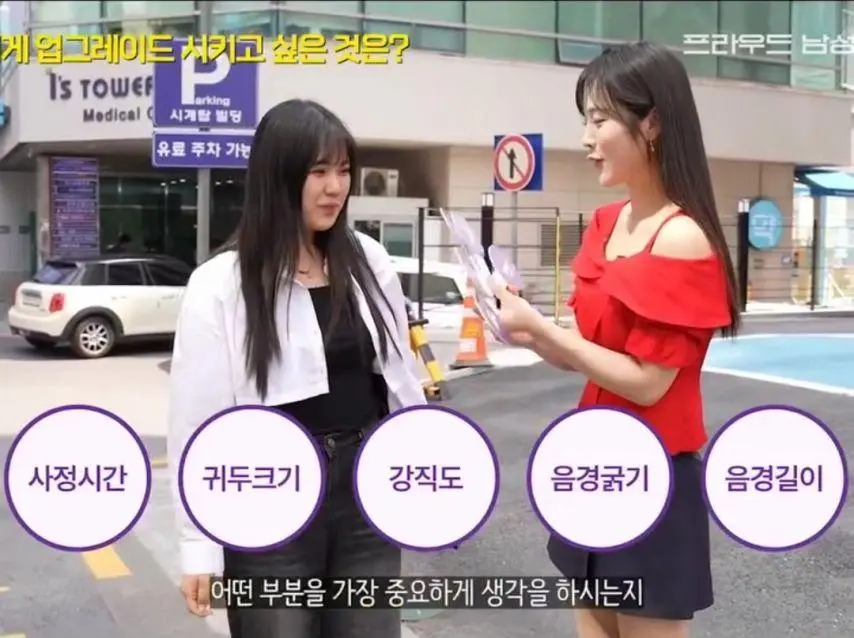 게 업그레이드 시키고 싶은 것은?
프라우드 남성
I's TOWER
Medical
P
Parking
시계탑 빌딩
유료 주차 가능
사정시간
귀두크기
강직도
음경굵기
음경길이
어떤 부분을 가장 중요하게 생각을 하시는지